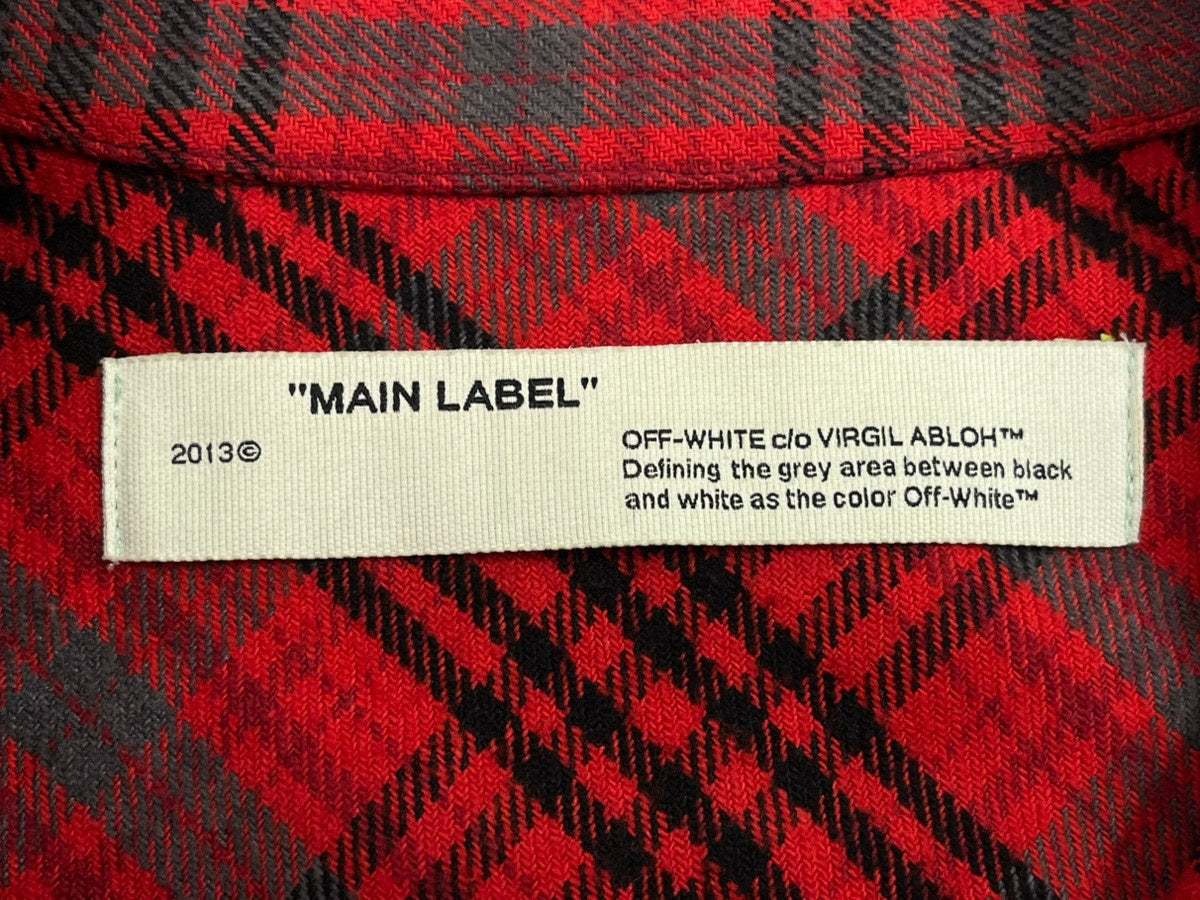 "MAIN LABEL"
2013©
OFF-WHITE c/o VIRGIL ABLOH™
Defining the grey area between black
and white as the color Off-White™